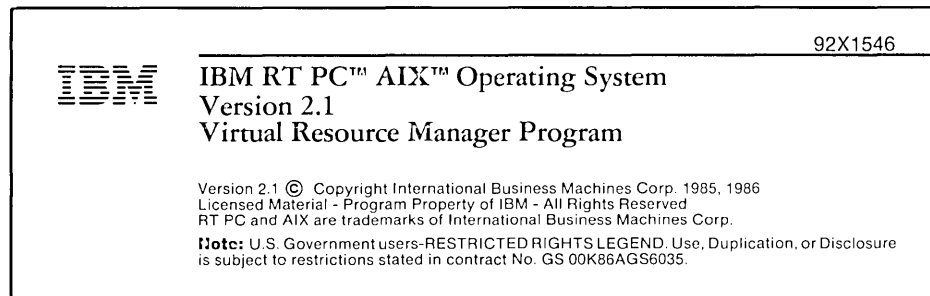 92X1546
IBM
IBM RT PC™ AIX™ Operating System
Version 2.1
Virtual Resource Manager Program
Version 2.1 © Copyright International Business Machines Corp. 1985, 1986
Licensed Material - Program Property of IBM - All Rights Reserved
RT PC and AIX are trademarks of International Business Machines Corp.
Note: U.S. Government users-RESTRICTED RIGHTS LEGEND. Use, Duplication, or Disclosure
is subject to restrictions stated in contract No. GS 00K86AGS6035.